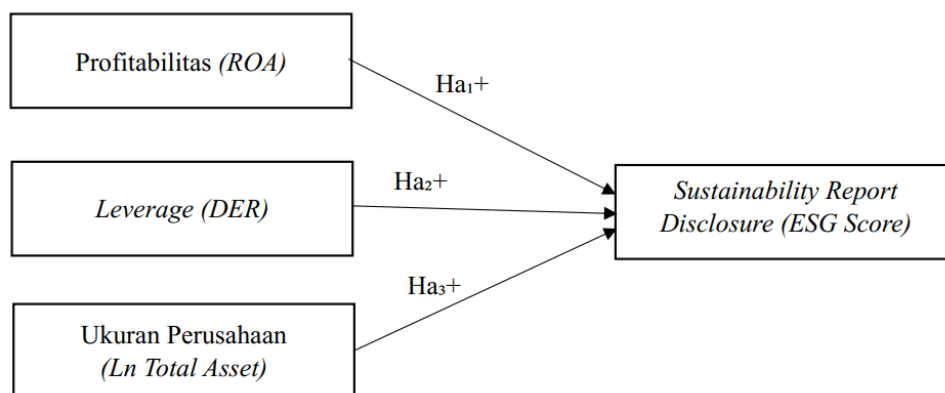 Profitabilitas (ROA)
Ha₁+
Leverage (DER)
Ha₂+
Sustainability Report
Disclosure (ESG Score)
Ha₃+
Ukuran Perusahaan
(Ln Total Asset)